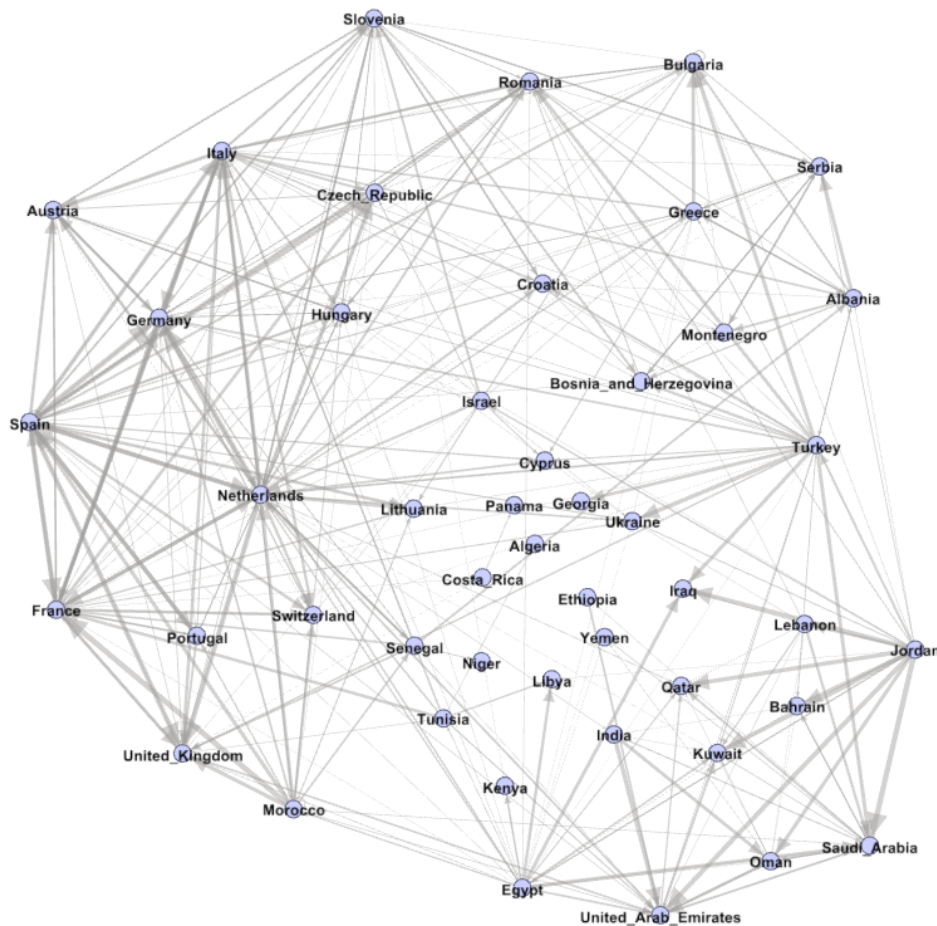 Slovenia
Bulgaria
Romania
Italy
Serbia
Czech_Republic
Austria
Greece
Croatia
Albania
Hungary
Germany
Montenegro
Bosnia_and_Herzegovina
Israel
Spain
Turkey
Cyprus
Netherlands
Panama
Georgia
Lithuania
Ukraine
Algeria
Costa_Rica
Iraq
Ethiopia
France
Switzerland
Lebanon
Portugal
Yemen
Senegal
Jordan
Niger
Libya
Qatar
Bahrain
Tunisia
India
Kuwait
United_Kingdom
Kenya
Morocco
Saudi_Arabia
Oman
Egypt
United_Arab_Emirates